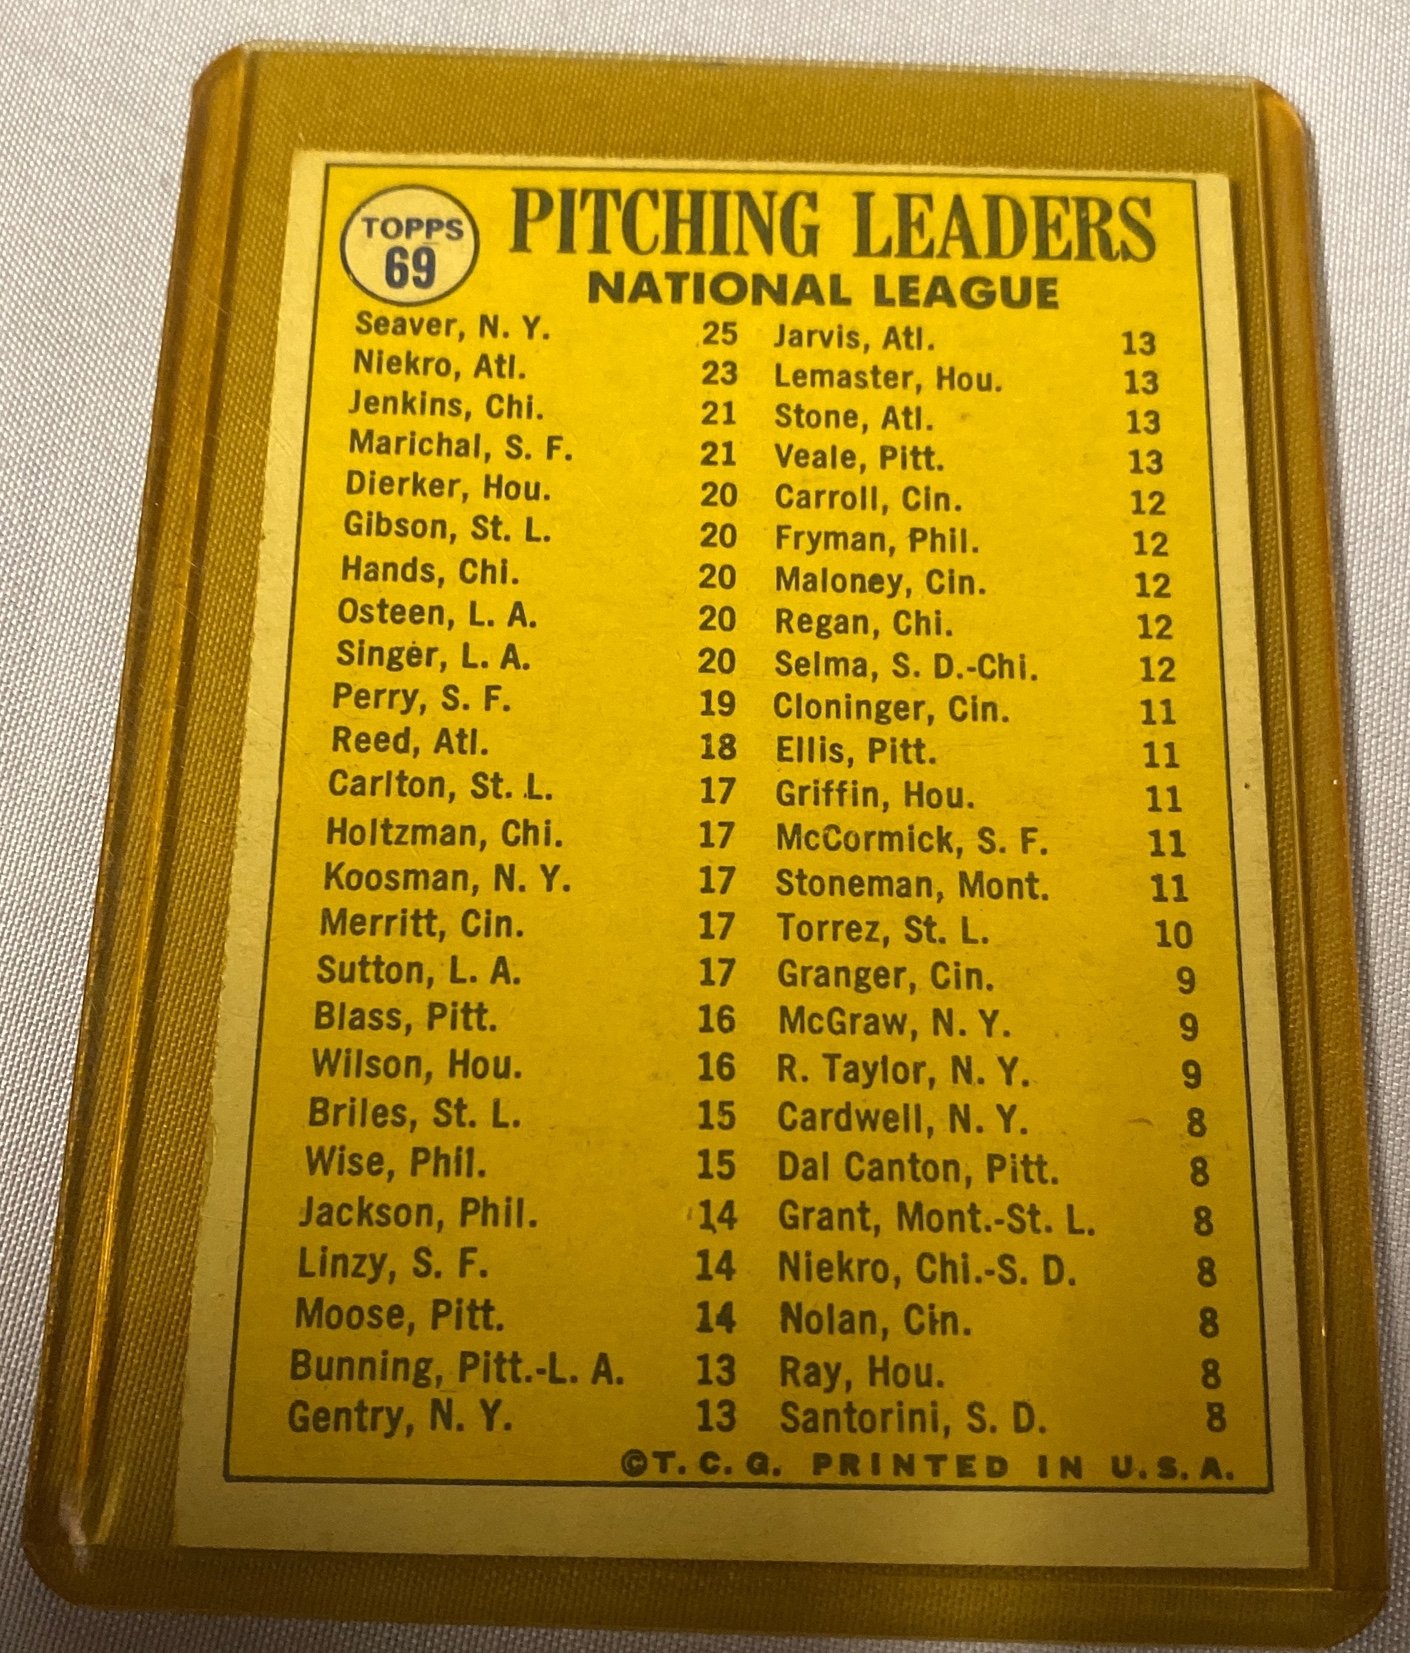 TOPPS
69
PITCHING LEADERS
NATIONAL LEAGUE
Seaver, N. Y. 25
Niekro, Atl. 23
Jenkins, Chi. 21
Marichal, S. F. 21
Dierker, Hou. 20
Gibson, St. L. 20
Hands, Chi. 20
Osteen, L. A. 20
Singer, L. A. 20
Perry, S. F. 19
Reed, Atl. 18
Carlton, St. L. 17
Holtzman, Chi. 17
Koosman, N. Y. 17
Merritt, Cin. 17
Sutton, L. A. 17
Blass, Pitt. 16
Wilson, Hou. 16
Briles, St. L. 15
Wise, Phil. 15
Jackson, Phil. 14
Linzy, S. F. 14
Moose, Pitt. 14
Bunning, Pitt.-L. A. 13
Gentry, N. Y. 13
Jarvis, Atl. 13
Lemaster, Hou. 13
Stone, Atl. 13
Veale, Pitt. 13
Carroll, Cin. 12
Fryman, Phil. 12
Maloney, Cin. 12
Regan, Chi. 12
Selma, S. D.-Chi. 12
Cloninger, Cin. 11
Ellis, Pitt. 11
Griffin, Hou. 11
McCormick, S. F. 11
Stoneman, Mont. 11
Torrez, St. L. 10
Granger, Cin. 9
McGraw, N. Y. 9
R. Taylor, N. Y. 9
Cardwell, N. Y. 8
Dal Canton, Pitt. 8
Grant, Mont.-St. L. 8
Niekro, Chi.-S. D. 8
Nolan, Cin. 8
Ray, Hou. 8
Santorini, S. D. 8
©T. C. G. PRINTED IN U. S. A.